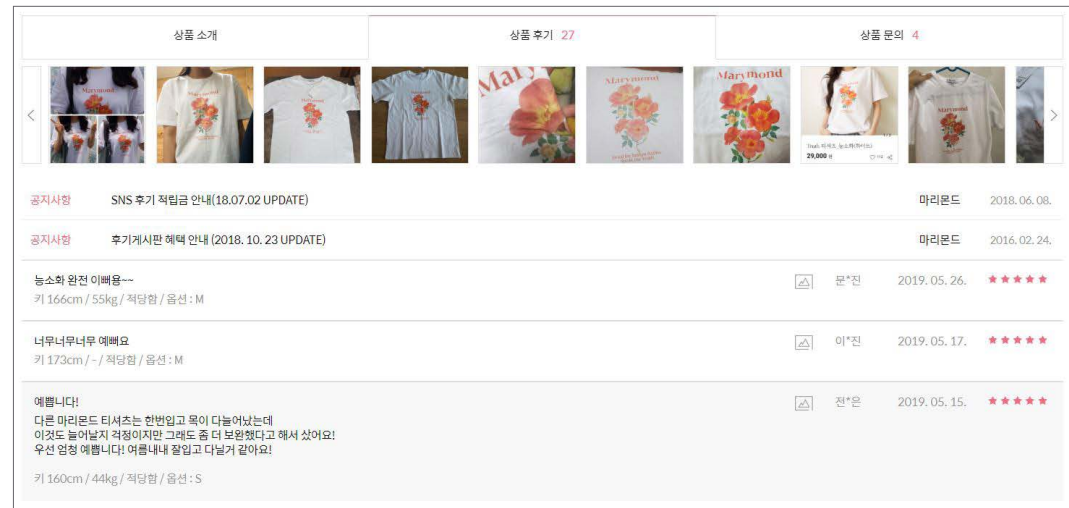 상품 소개
상품 후기 27
상품 문의 4
Marymond
Marymond
Mary
Marymond
Marymond
29,000
Marymond
공지사항 SNS 후기 적립금 안내(18.07.02 UPDATE) 마리몬드 2018. 06. 08.
공지사항 후기게시판 혜택 안내 (2018. 10. 23 UPDATE) 마리몬드 2016. 02. 24.
능소화 완전 이뻐용~~ 문*진 2019. 05. 26. ★★★★★
키 166cm / 55kg / 적당함 / 옵션 : M
너무너무너무 예뻐요 이*진 2019. 05. 17. ★★★★★
키 173cm / - / 적당함 / 옵션 : M
예쁩니다! 전*은 2019. 05. 15. ★★★★★
다른 마리몬드 티셔츠는 한번입고 목이 다늘어났는데
이것도 늘어날지 걱정이지만 그래도 좀 더 보완했다고 해서 샀어요!
우선 엄청 예쁩니다! 여름내내 잘입고 다닐거 같아요!
키 160cm / 44kg / 적당함 / 옵션 : S